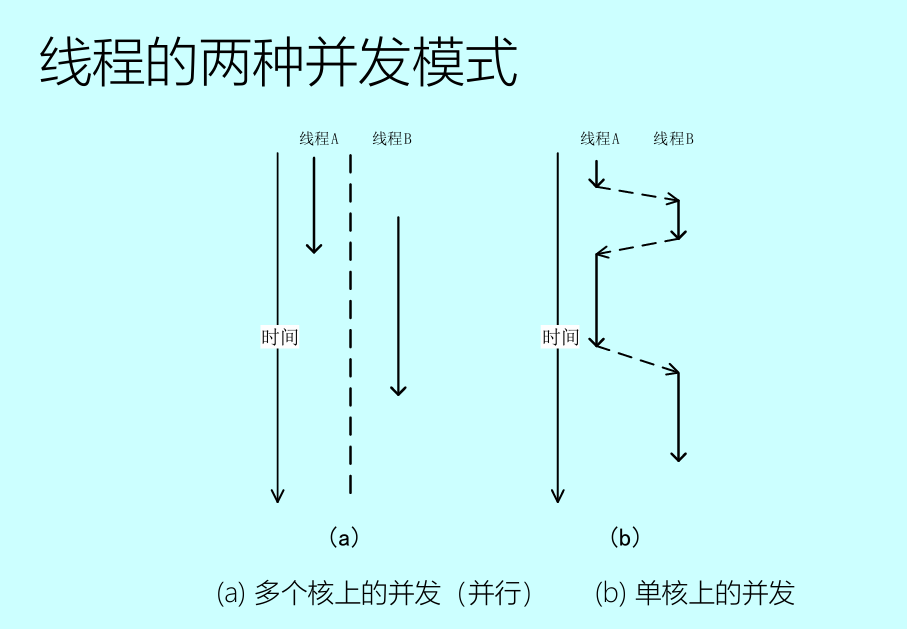 线程的两种并发模式
线程A 线程B 线程A 线程B
时间 时间
(a) (b)
(a) 多个核上的并发（并行） (b) 单核上的并发